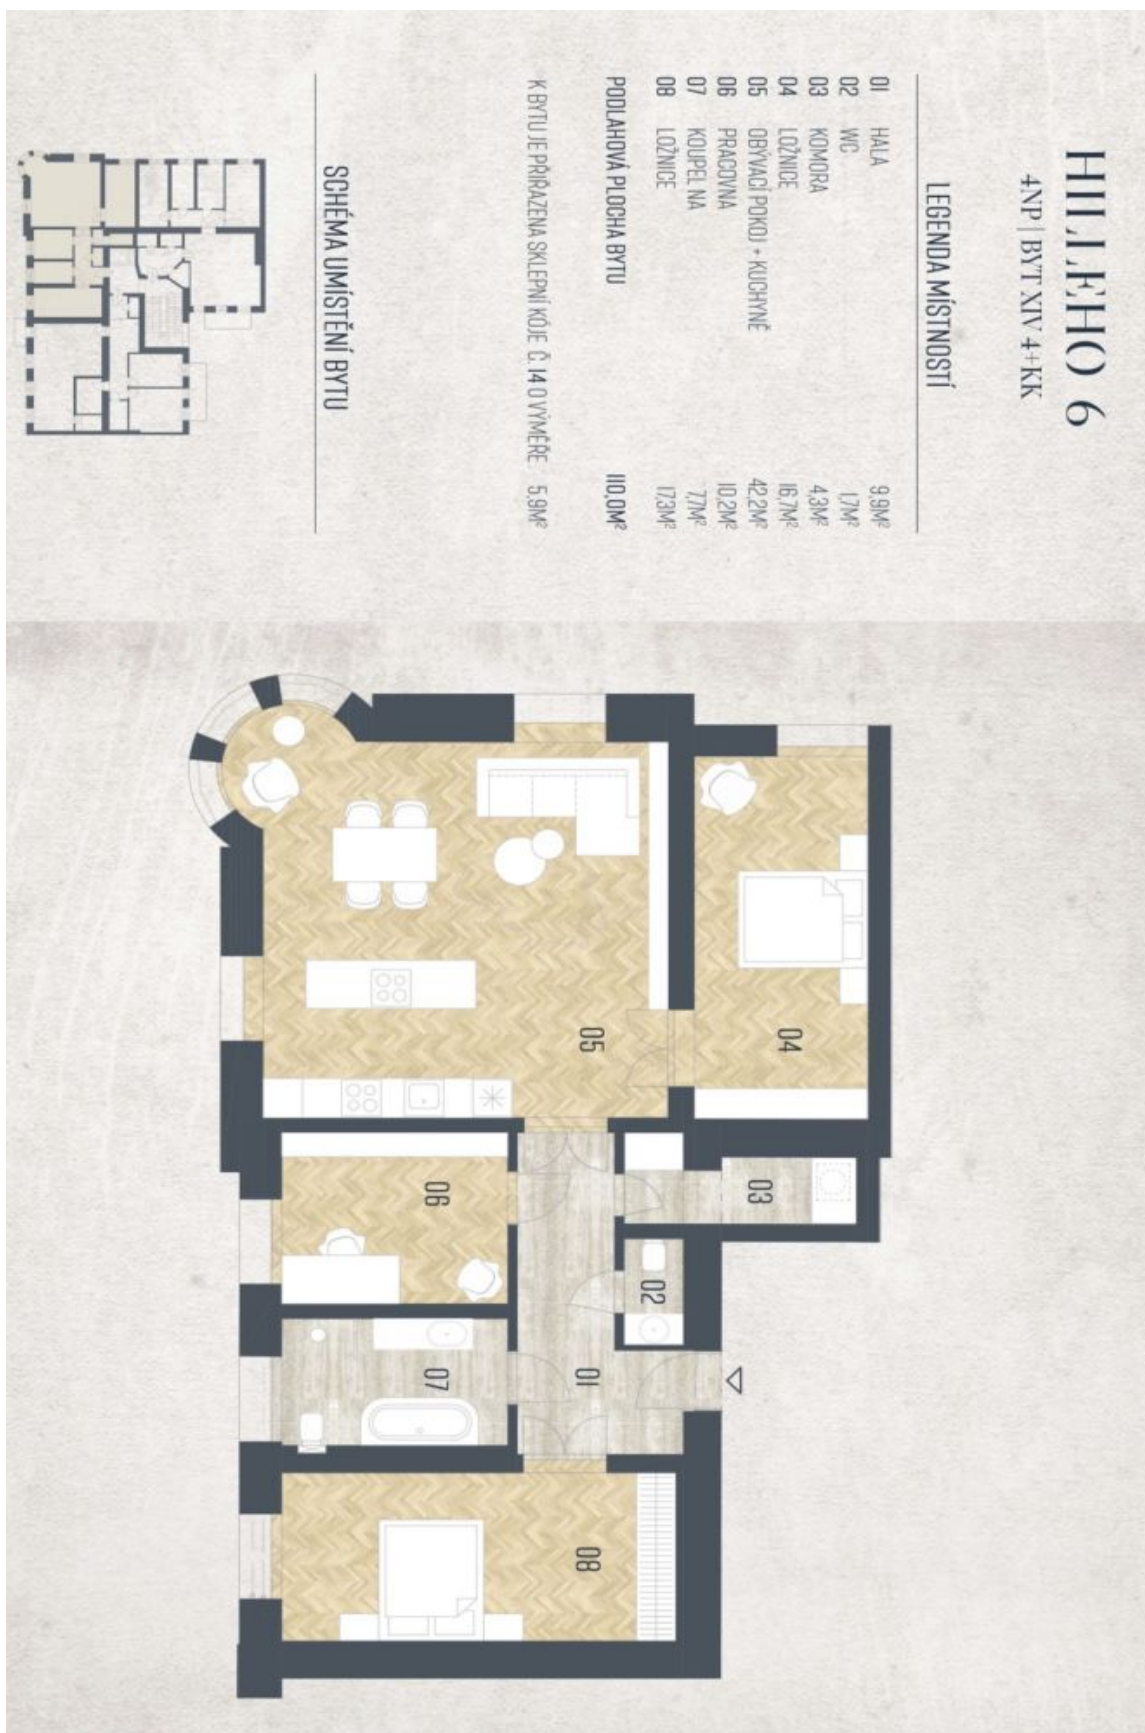 HILLEHO 6
4NP | BYT XIV 4+KK
LEGENDA MÍSTNOSTÍ
01 HALA 9,9M²
02 WC 1,7M²
03 KOMORA 4,3M²
04 LOŽNICE 16,7M²
05 OBÝVACÍ POKOJ + KUCHYNĚ 42,2M²
06 PRACOVNA 10,2M²
07 KOUPELNA 7,7M²
08 LOŽNICE 17,3M²
PODLAHOVÁ PLOCHA BYTU 110,0M²
K BYTU JE PŘIŘAZENA SKLEPNÍ KÓJE Č. 14 O VÝMĚŘE 5,9M²
SCHÉMA UMÍSTĚNÍ BYTU
04
05
03
06
02
01
07
08